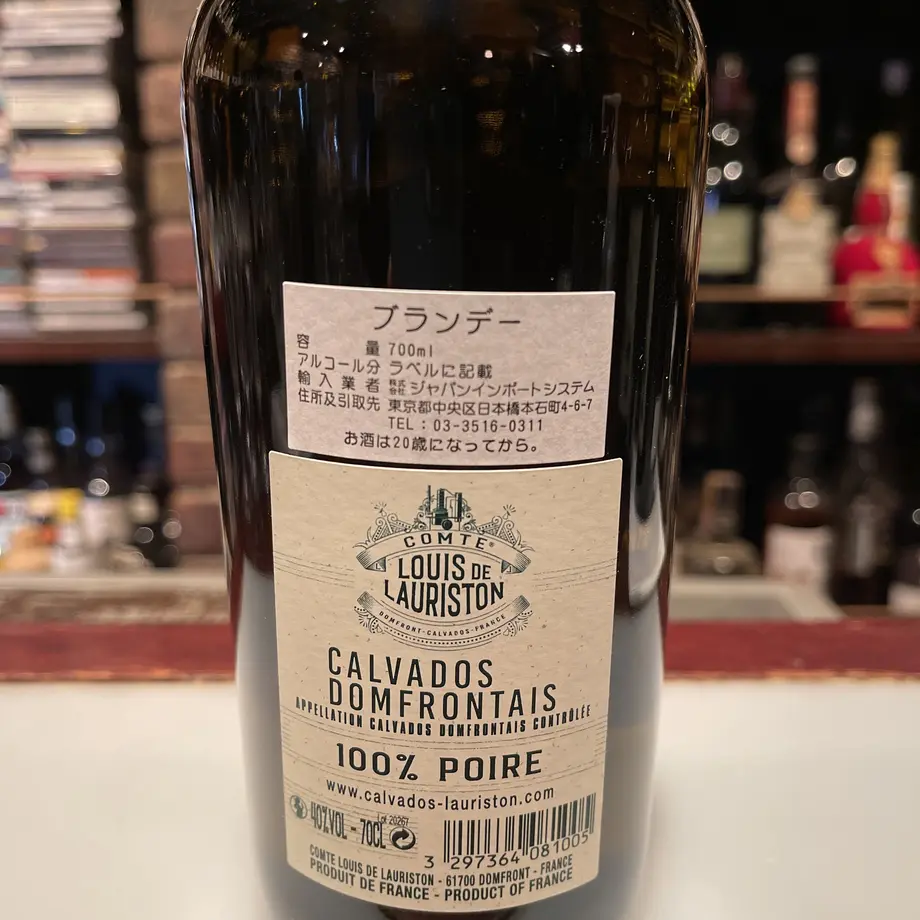 ブランデー
容量 700ml
アルコール分 ラベルに記載
輸入業者 株式会社 ジャパンインポートシステム
住所及引取先 東京都中央区日本橋本石町4-6-7
TEL : 03-3516-0311
お酒は20歳になってから。
COMTE
LOUIS DE
LAURISTON
DOMFRONT-CALVADOS-FRANCE
CALVADOS
DOMFRONTAIS
APPELLATION CALVADOS DOMFRONTAIS CONTRÔLÉE
100% POIRE
www.calvados-lauriston.com
Lot 20267
40%VOL - 70CL
3 297364 081005
COMTE LOUIS DE LAURISTON - 61700 DOMFRONT - FRANCE
PRODUIT DE FRANCE - PRODUCT OF FRANCE